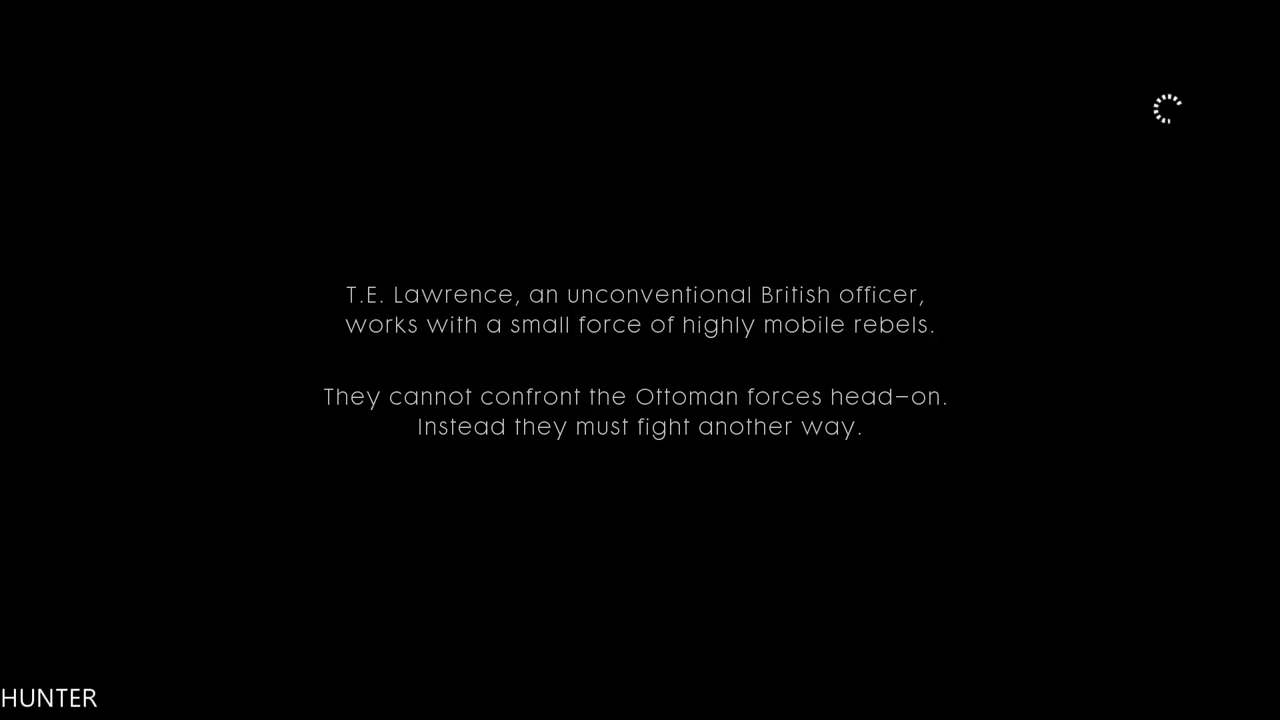 T.E. Lawrence, an unconventional British officer,
works with a small force of highly mobile rebels.
They cannot confront the Ottoman forces head–on.
Instead they must fight another way.
HUNTER